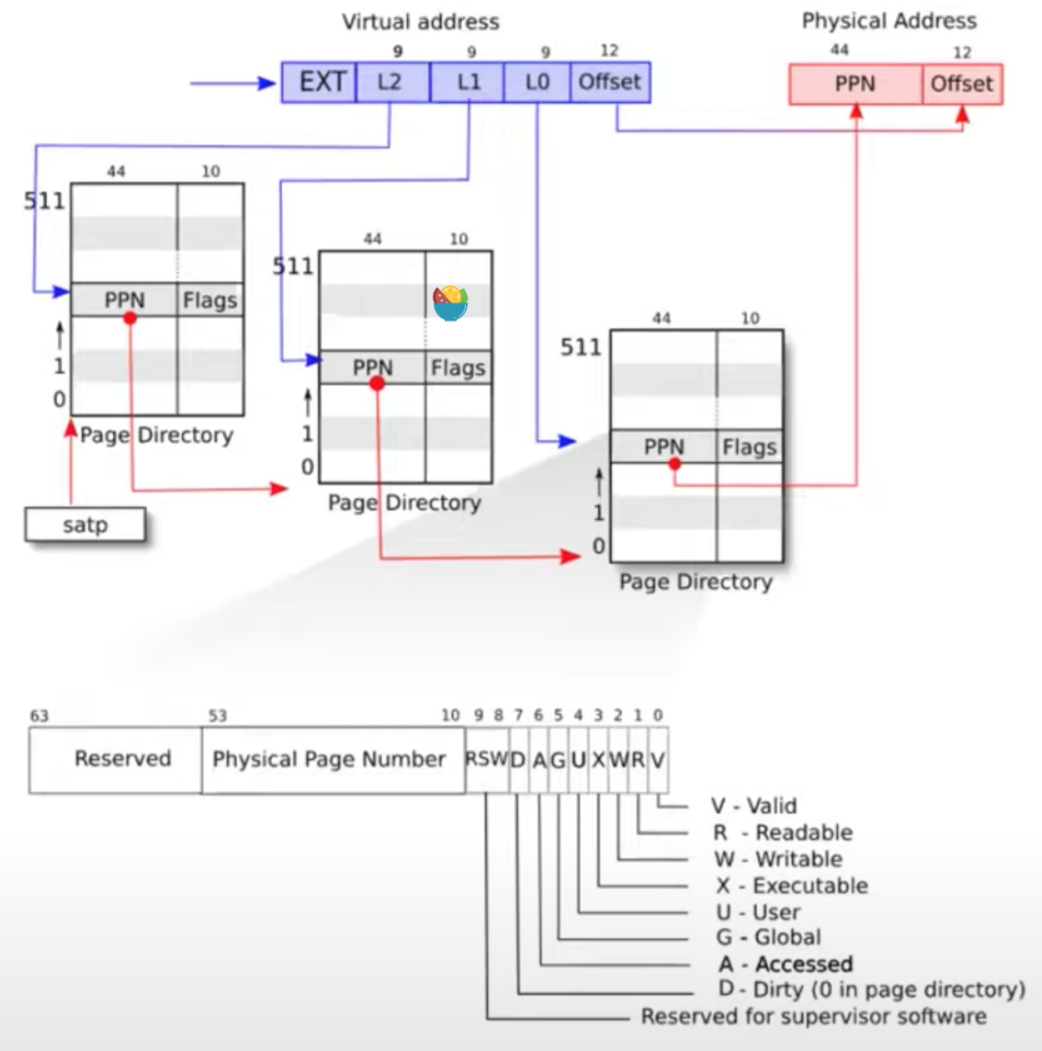 Virtual address
Physical Address
9 9 9 12
44 12
EXT L2 L1 L0 Offset
PPN Offset
44 10
511
PPN Flags
1
0
Page Directory
satp
44 10
511
PPN Flags
1
0
Page Directory
44 10
511
PPN Flags
1
0
Page Directory
63 53 10 9 8 7 6 5 4 3 2 1 0
Reserved Physical Page Number RSW D A G U X W R V
V - Valid
R - Readable
W - Writable
X - Executable
U - User
G - Global
A - Accessed
D - Dirty (0 in page directory)
Reserved for supervisor software